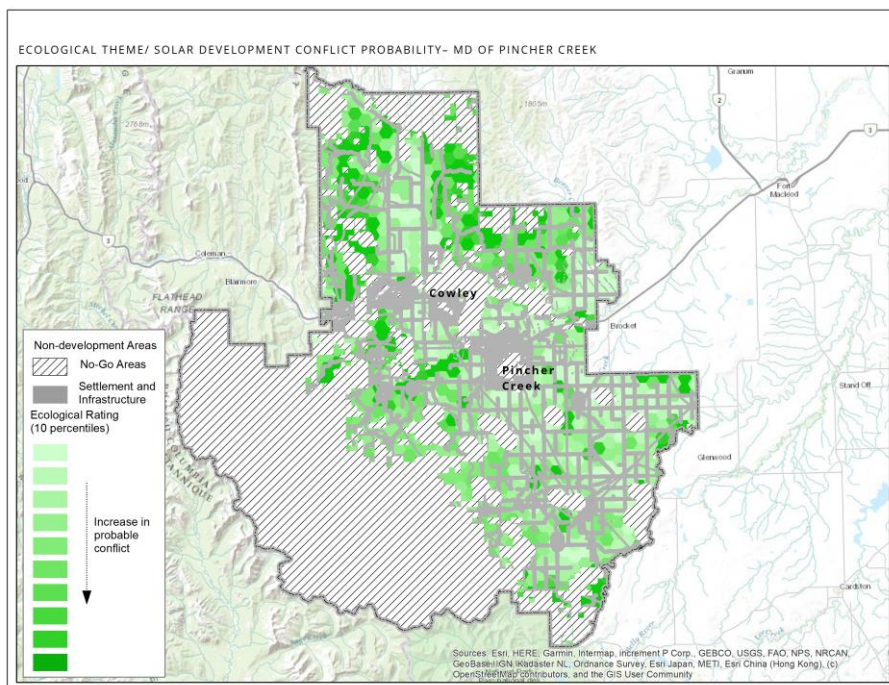 ECOLOGICAL THEME/ SOLAR DEVELOPMENT CONFLICT PROBABILITY– MD OF PINCHER CREEK
Granum
1805m
2
3
2768m
Fort
Macleod
3
Coleman
Blairmore
FLATHEAD
RANGE
Cowley
Brocket
Pincher
Creek
Stand Off
Glenwood
Cardston
Non-development Areas
No-Go Areas
Settlement and
Infrastructure
Ecological Rating
(10 percentiles)
Increase in
probable
conflict
Sources: Esri, HERE, Garmin, Intermap, increment P Corp., GEBCO, USGS, FAO, NPS, NRCAN,
GeoBase, IGN, Kadaster NL, Ordnance Survey, Esri Japan, METI, Esri China (Hong Kong), (c)
OpenStreetMap contributors, and the GIS User Community